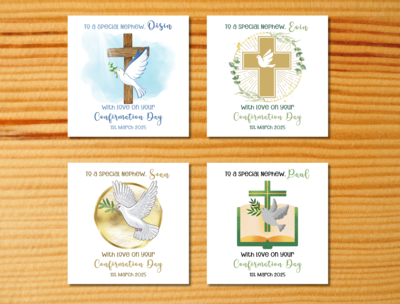 TO A SPECIAL NEPHEW, Oisin
WITH LOVE ON YOUR
Confirmation Day
1st, MARCH 2025
TO A SPECIAL NEPHEW, Evin
WITH LOVE ON YOUR
Confirmation Day
1st, MARCH 2025
TO A SPECIAL NEPHEW, Sean
WITH LOVE ON YOUR
Confirmation Day
1st, MARCH 2025
TO A SPECIAL NEPHEW, Paul
WITH LOVE ON YOUR
Confirmation Day
1st, MARCH 2025